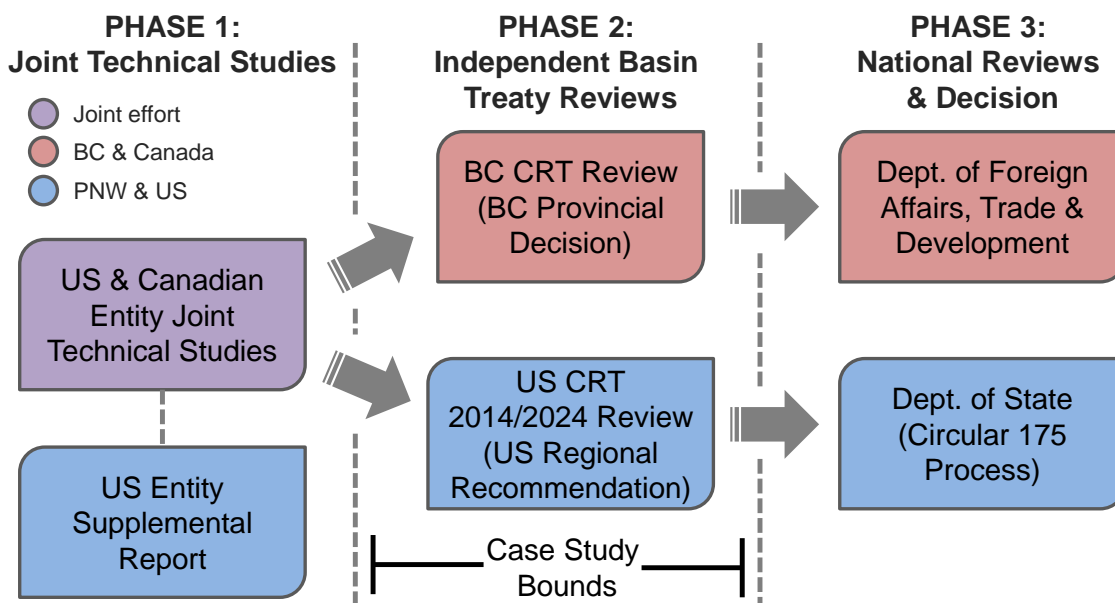 PHASE 1:
Joint Technical Studies
Joint effort
BC & Canada
PNW & US
US & Canadian
Entity Joint
Technical Studies
US Entity
Supplemental
Report
PHASE 2:
Independent Basin
Treaty Reviews
BC CRT Review
(BC Provincial
Decision)
US CRT
2014/2024 Review
(US Regional
Recommendation)
Case Study
Bounds
PHASE 3:
National Reviews
& Decision
Dept. of Foreign
Affairs, Trade &
Development
Dept. of State
(Circular 175
Process)